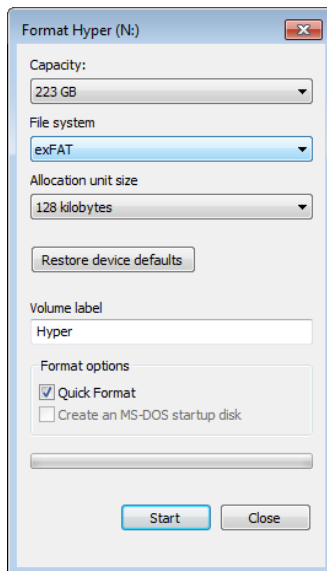 Format Hyper (N:)
Capacity:
223 GB
File system
exFAT
Allocation unit size
128 kilobytes
Restore device defaults
Volume label
Hyper
Format options
Quick Format
Create an MS-DOS startup disk
Start
Close